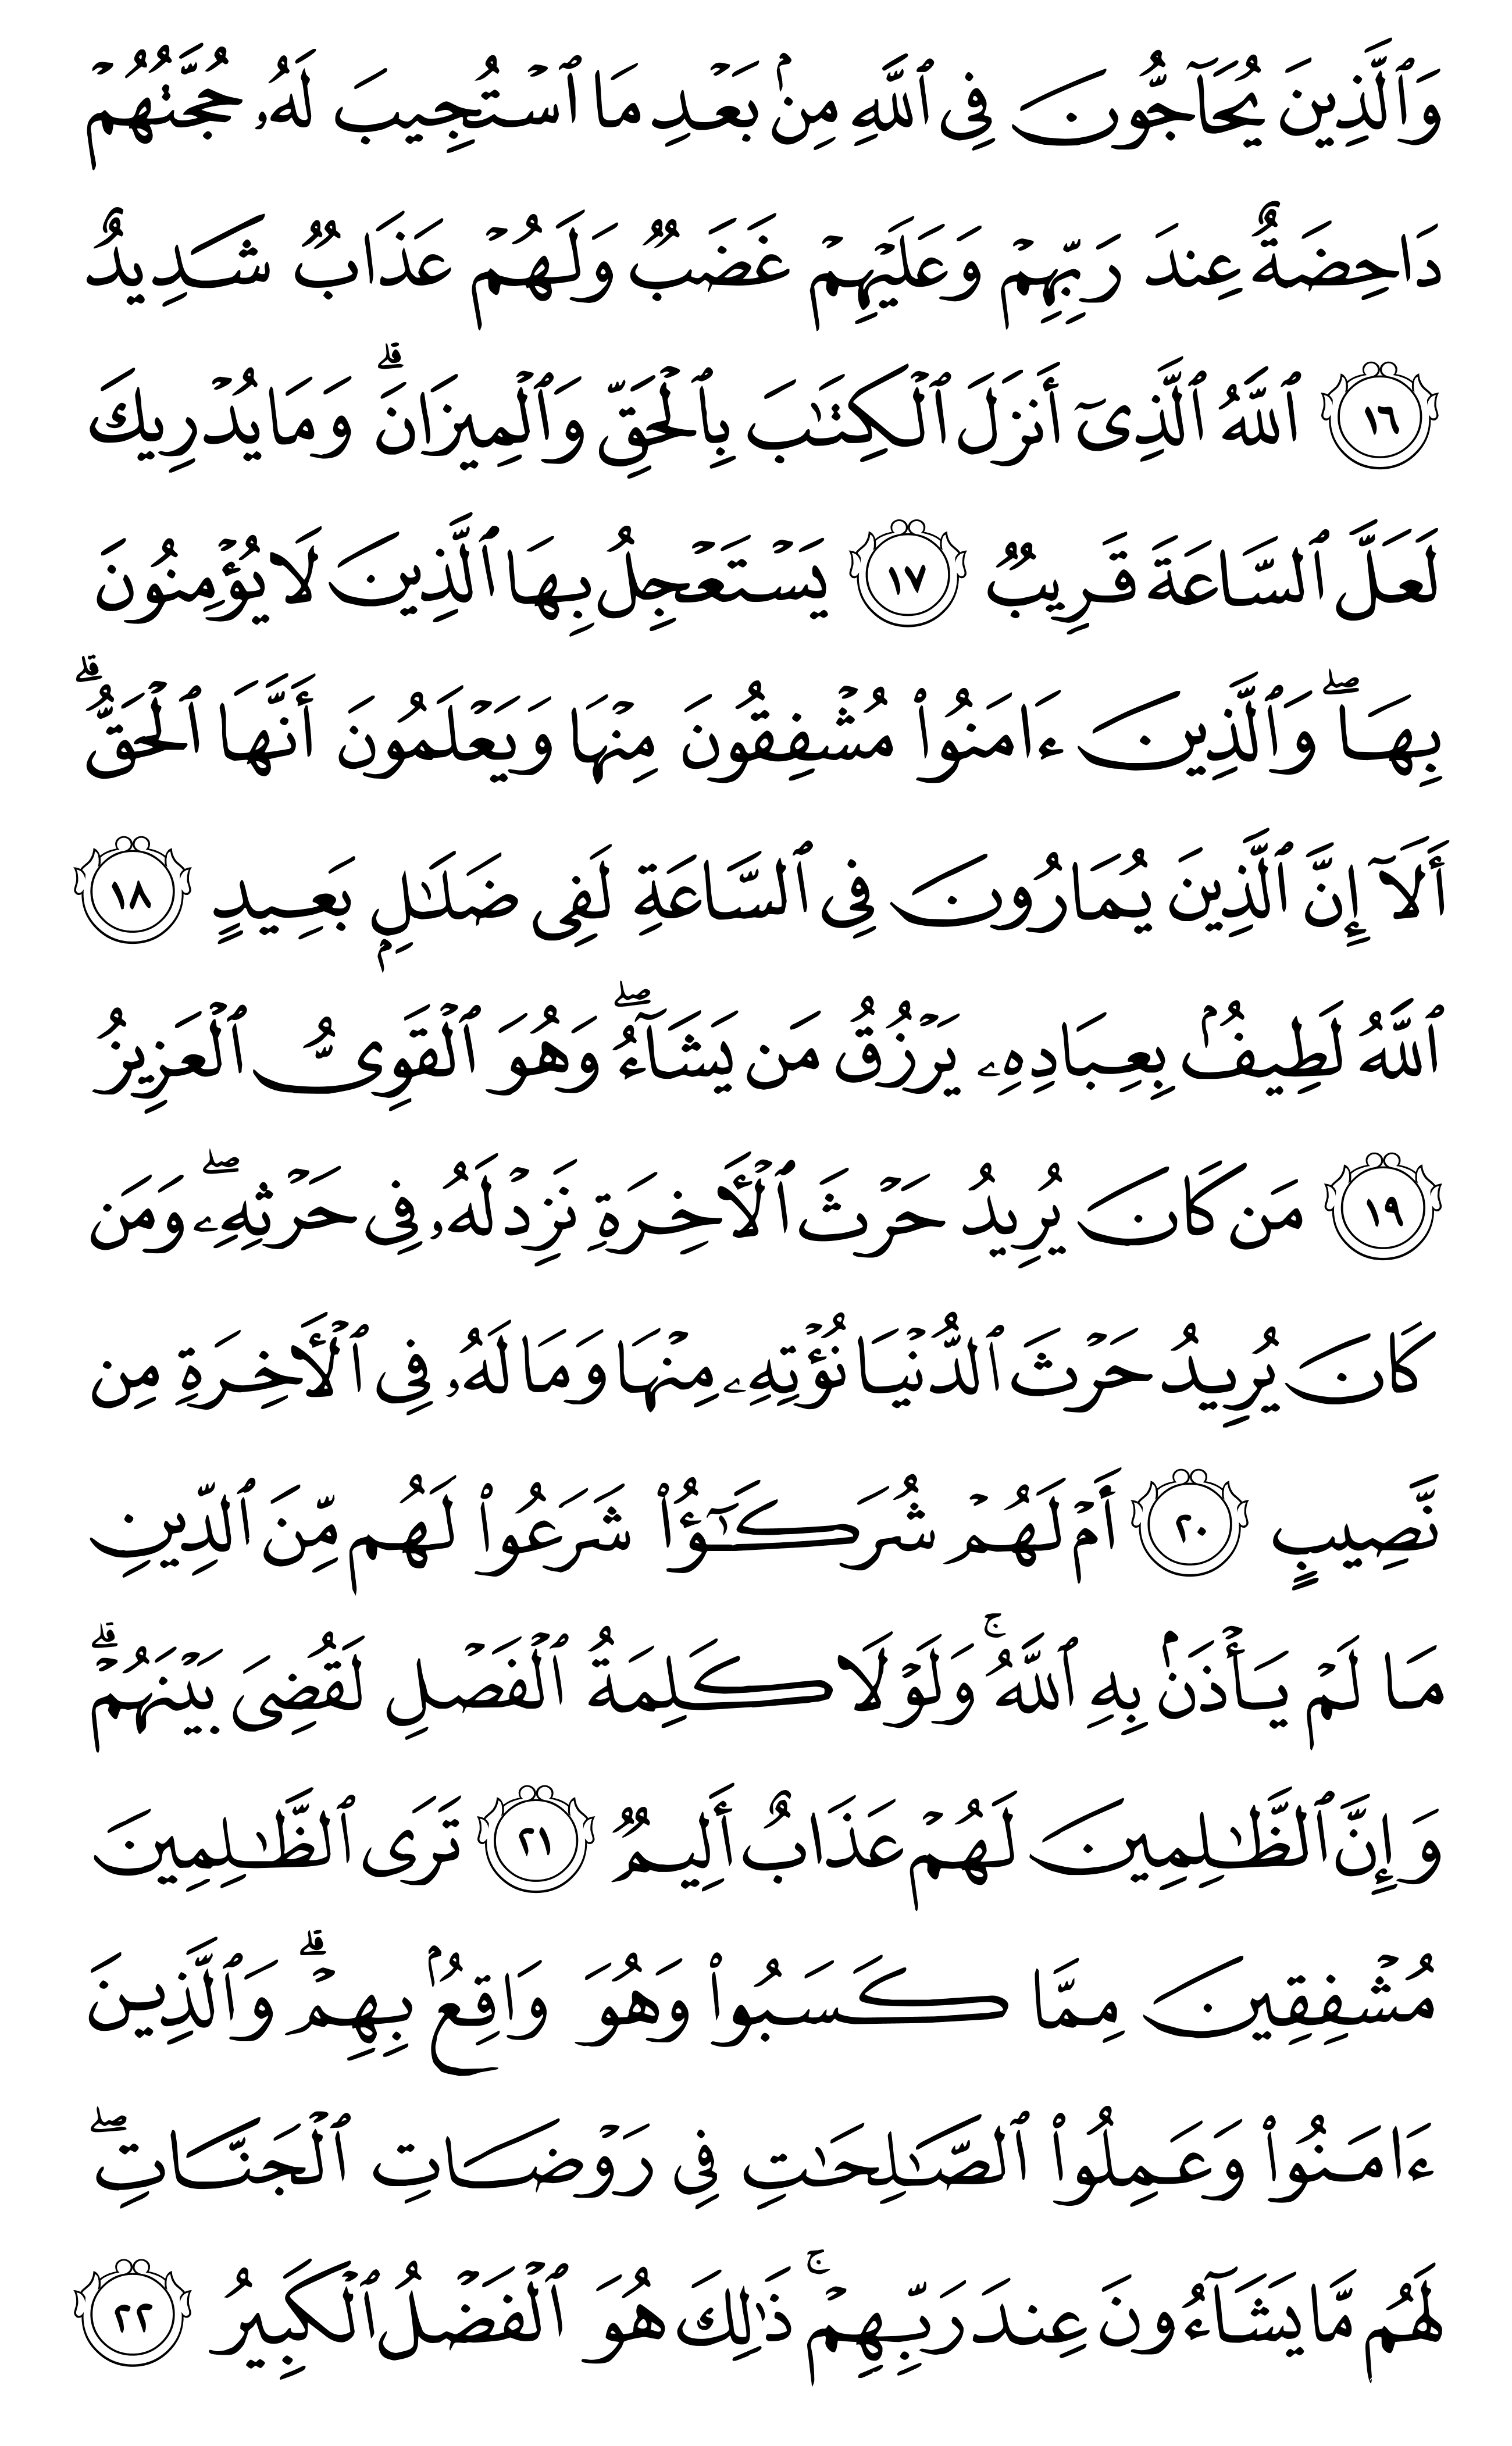 وَٱلَّذِينَ يُحَآجُّونَ فِى ٱللَّهِ مِنۢ بَعْدِ مَا ٱسْتُجِيبَ لَهُۥ حُجَّتُهُمْ
دَاحِضَةٌ عِندَ رَبِّهِمْ وَعَلَيْهِمْ غَضَبٌ وَلَهُمْ عَذَابٌ شَدِيدٌ
١٦ ٱللَّهُ ٱلَّذِىٓ أَنزَلَ ٱلْكِتَٰبَ بِٱلْحَقِّ وَٱلْمِيزَانَ ۗ وَمَا يُدْرِيكَ
لَعَلَّ ٱلسَّاعَةَ قَرِيبٌ ١٧ يَسْتَعْجِلُ بِهَا ٱلَّذِينَ لَا يُؤْمِنُونَ
بِهَا ۖ وَٱلَّذِينَ ءَامَنُوا۟ مُشْفِقُونَ مِنْهَا وَيَعْلَمُونَ أَنَّهَا ٱلْحَقُّ ۗ
أَلَآ إِنَّ ٱلَّذِينَ يُمَارُونَ فِى ٱلسَّاعَةِ لَفِى ضَلَٰلٍۭ بَعِيدٍ ١٨
ٱللَّهُ لَطِيفٌۢ بِعِبَادِهِۦ يَرْزُقُ مَن يَشَآءُ ۖ وَهُوَ ٱلْقَوِىُّ ٱلْعَزِيزُ
١٩ مَن كَانَ يُرِيدُ حَرْثَ ٱلْأَخِرَةِ نَزِدْ لَهُۥ فِى حَرْثِهِۦ ۖ وَمَن
كَانَ يُرِيدُ حَرْثَ ٱلدُّنْيَا نُؤْتِهِۦ مِنْهَا وَمَا لَهُۥ فِى ٱلْأَخِرَةِ مِن
نَّصِيبٍ ٢٠ أَمْ لَهُمْ شُرَكَٰٓؤُا۟ شَرَعُوا۟ لَهُم مِّنَ ٱلدِّينِ
مَا لَمْ يَأْذَنۢ بِهِ ٱللَّهُ ۚ وَلَوْلَا كَلِمَةُ ٱلْفَصْلِ لَقُضِىَ بَيْنَهُمْ ۗ
وَإِنَّ ٱلظَّٰلِمِينَ لَهُمْ عَذَابٌ أَلِيمٌ ٢١ تَرَى ٱلظَّٰلِمِينَ
مُشْفِقِينَ مِمَّا كَسَبُوا۟ وَهُوَ وَاقِعٌۢ بِهِمْ ۗ وَٱلَّذِينَ
ءَامَنُوا۟ وَعَمِلُوا۟ ٱلصَّٰلِحَٰتِ فِى رَوْضَاتِ ٱلْجَنَّاتِ ۖ
لَهُم مَّا يَشَآءُونَ عِندَ رَبِّهِمْ ۚ ذَٰلِكَ هُوَ ٱلْفَضْلُ ٱلْكَبِيرُ ٢٢